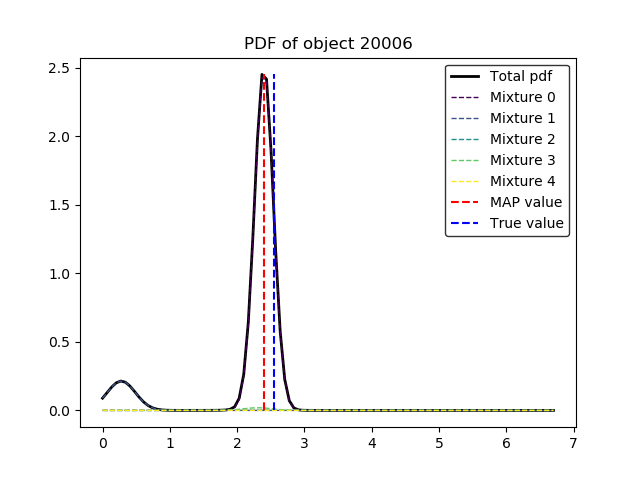 PDF of object 20006
2.5
2.0
1.5
1.0
0.5
0.0
0 1 2 3 4 5 6 7
Total pdf
Mixture 0
Mixture 1
Mixture 2
Mixture 3
Mixture 4
MAP value
True value